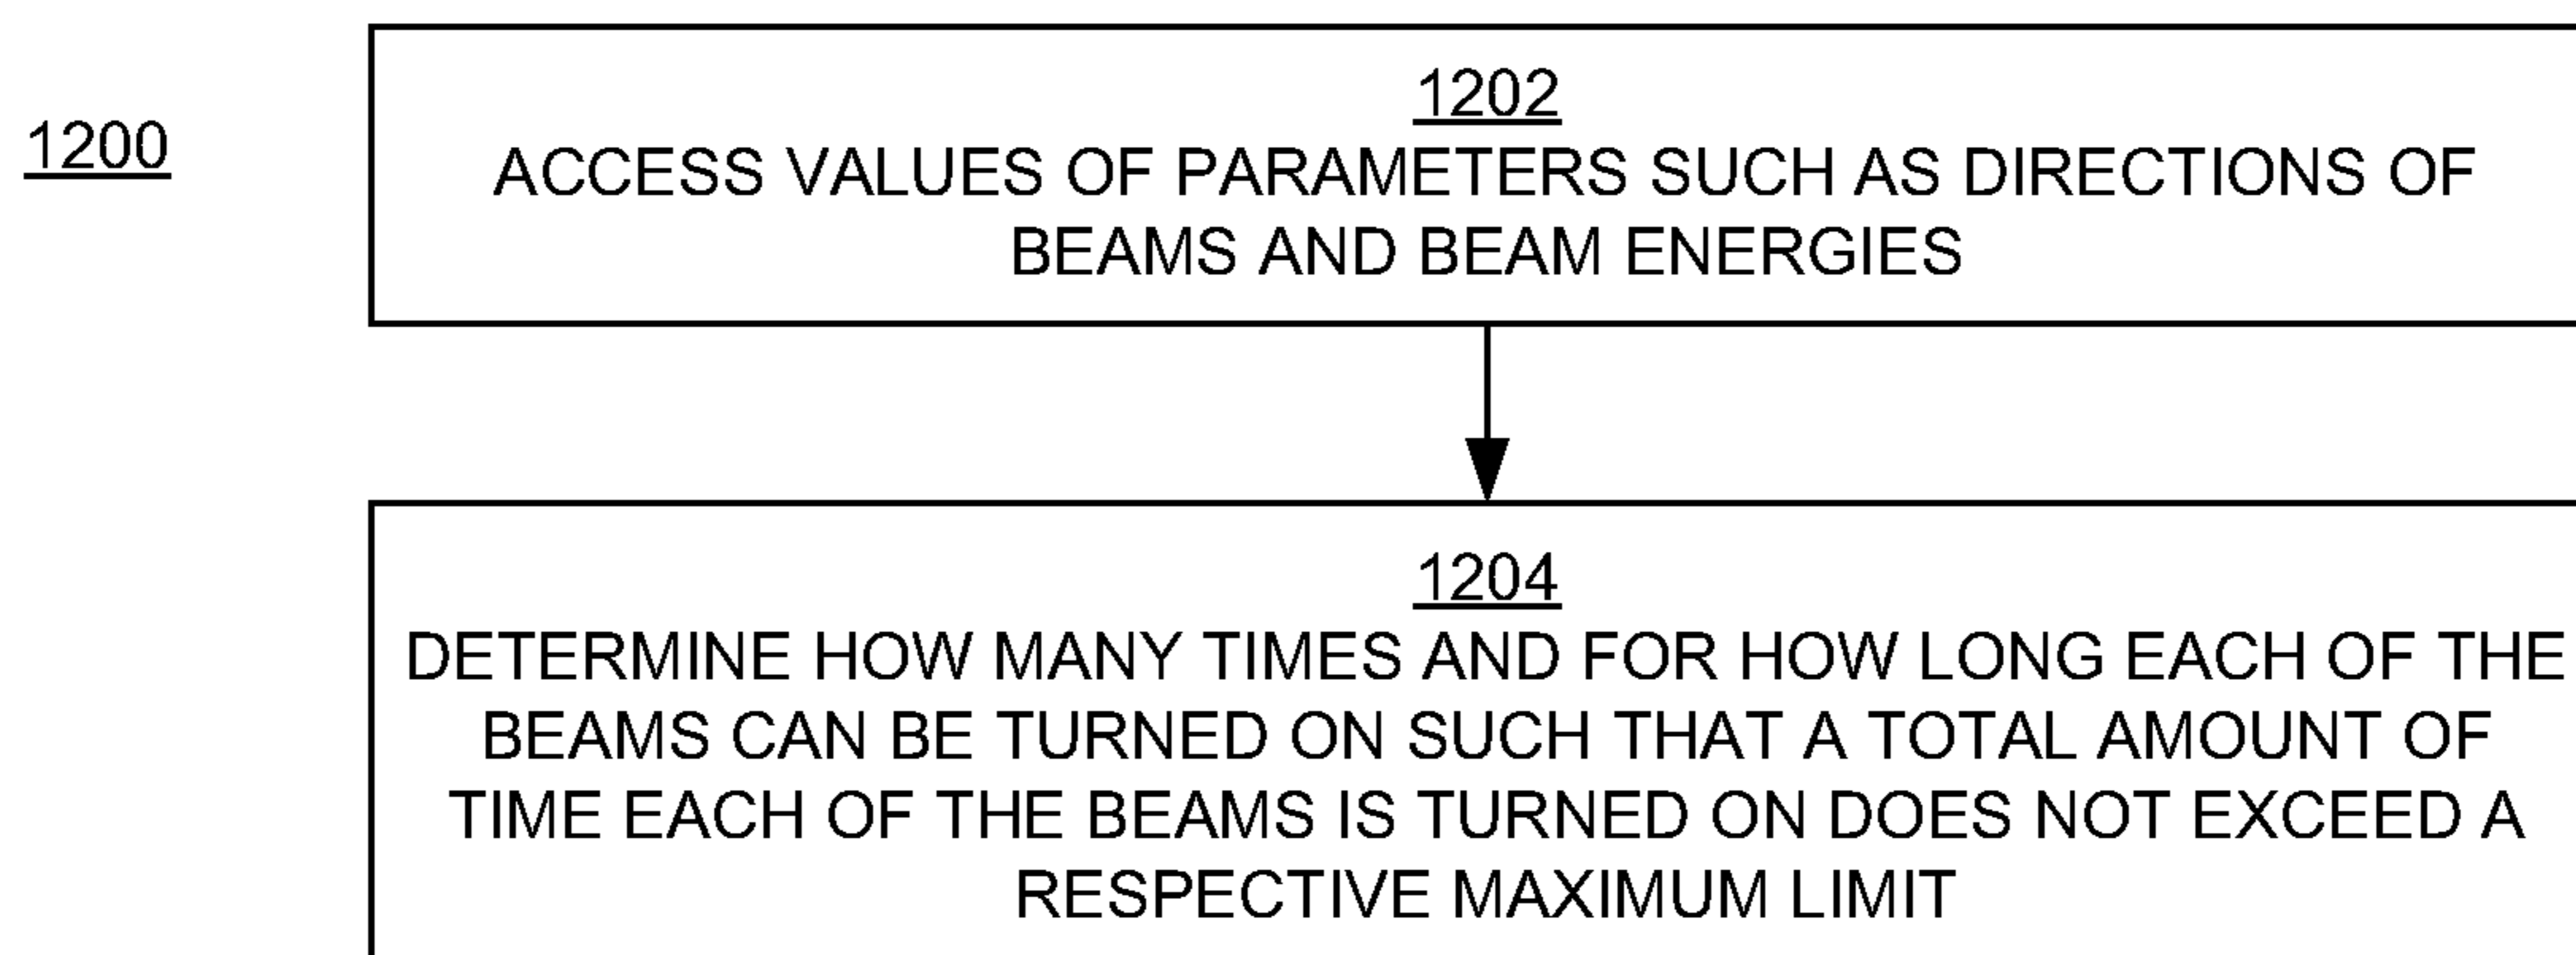 1200
1202
ACCESS VALUES OF PARAMETERS SUCH AS DIRECTIONS OF
BEAMS AND BEAM ENERGIES
1204
DETERMINE HOW MANY TIMES AND FOR HOW LONG EACH OF THE
BEAMS CAN BE TURNED ON SUCH THAT A TOTAL AMOUNT OF
TIME EACH OF THE BEAMS IS TURNED ON DOES NOT EXCEED A
RESPECTIVE MAXIMUM LIMIT